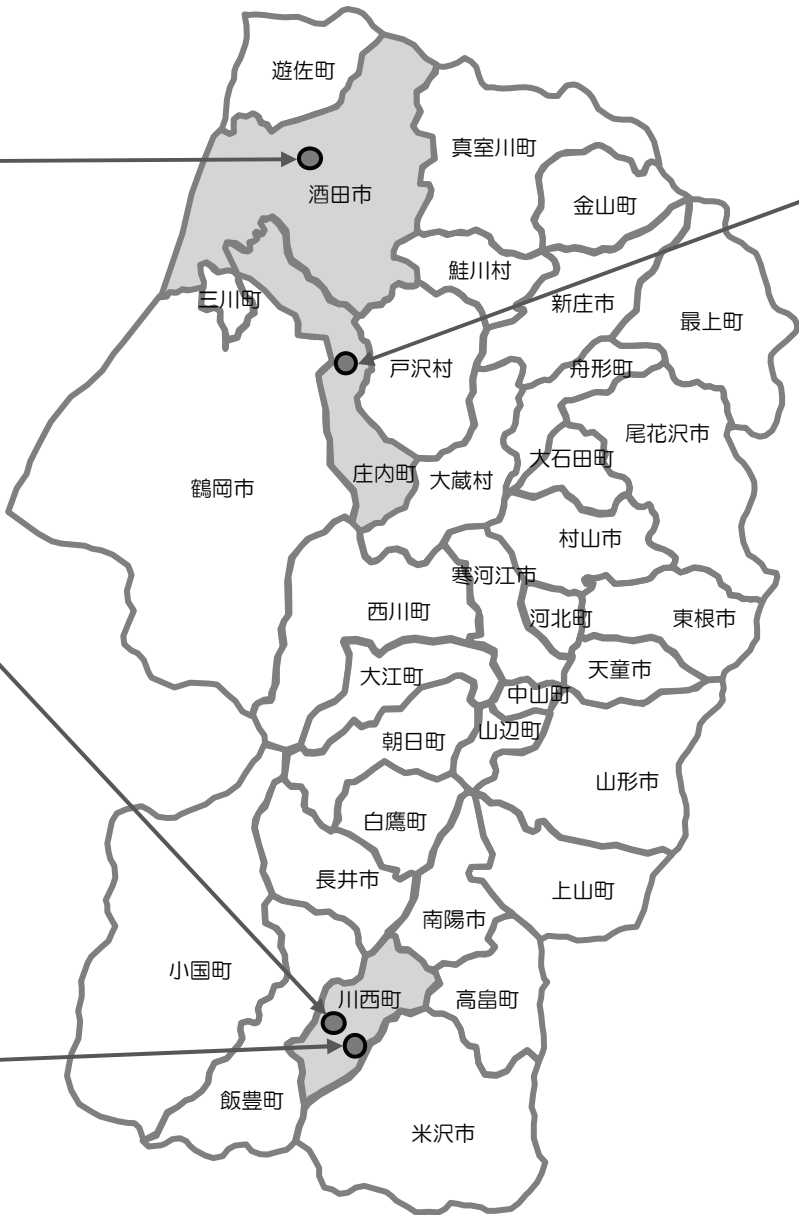 遊佐町
真室川町
酒田市
金山町
鮭川村
三川町
新庄市
最上町
戸沢村
舟形町
尾花沢市
大石田町
庄内町
大蔵村
鶴岡市
村山市
寒河江市
西川町
河北町
東根市
天童市
大江町
中山町
山辺町
朝日町
山形市
白鷹町
長井市
上山町
南陽市
小国町
川西町
高畠町
飯豊町
米沢市